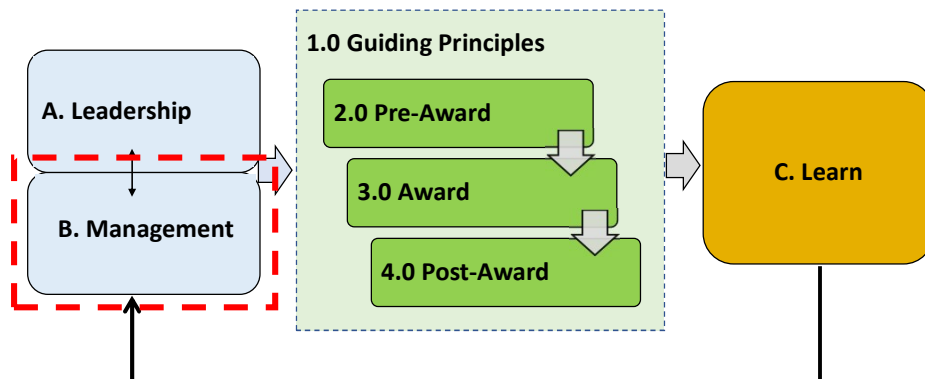 A. Leadership
B. Management
1.0 Guiding Principles
2.0 Pre-Award
3.0 Award
4.0 Post-Award
C. Learn